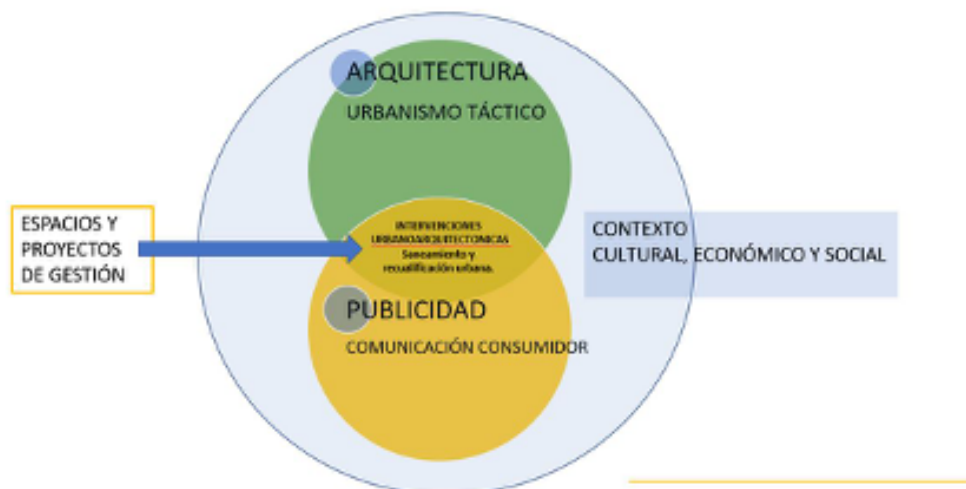 ARQUITECTURA
URBANISMO TÁCTICO
ESPACIOS Y
PROYECTOS
DE GESTIÓN
INTERVENCIONES
URBANOARQUITECTONICAS
Saneamiento y
recualificación urbana.
CONTEXTO
CULTURAL, ECONÓMICO Y SOCIAL
PUBLICIDAD
COMUNICACIÓN CONSUMIDOR